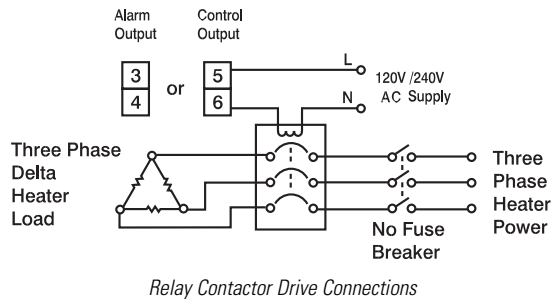 Alarm
Output
Control
Output
3
4
or
5
6
L
N
120V /240V
AC Supply
Three Phase
Delta
Heater
Load
No Fuse
Breaker
Three
Phase
Heater
Power
Relay Contactor Drive Connections